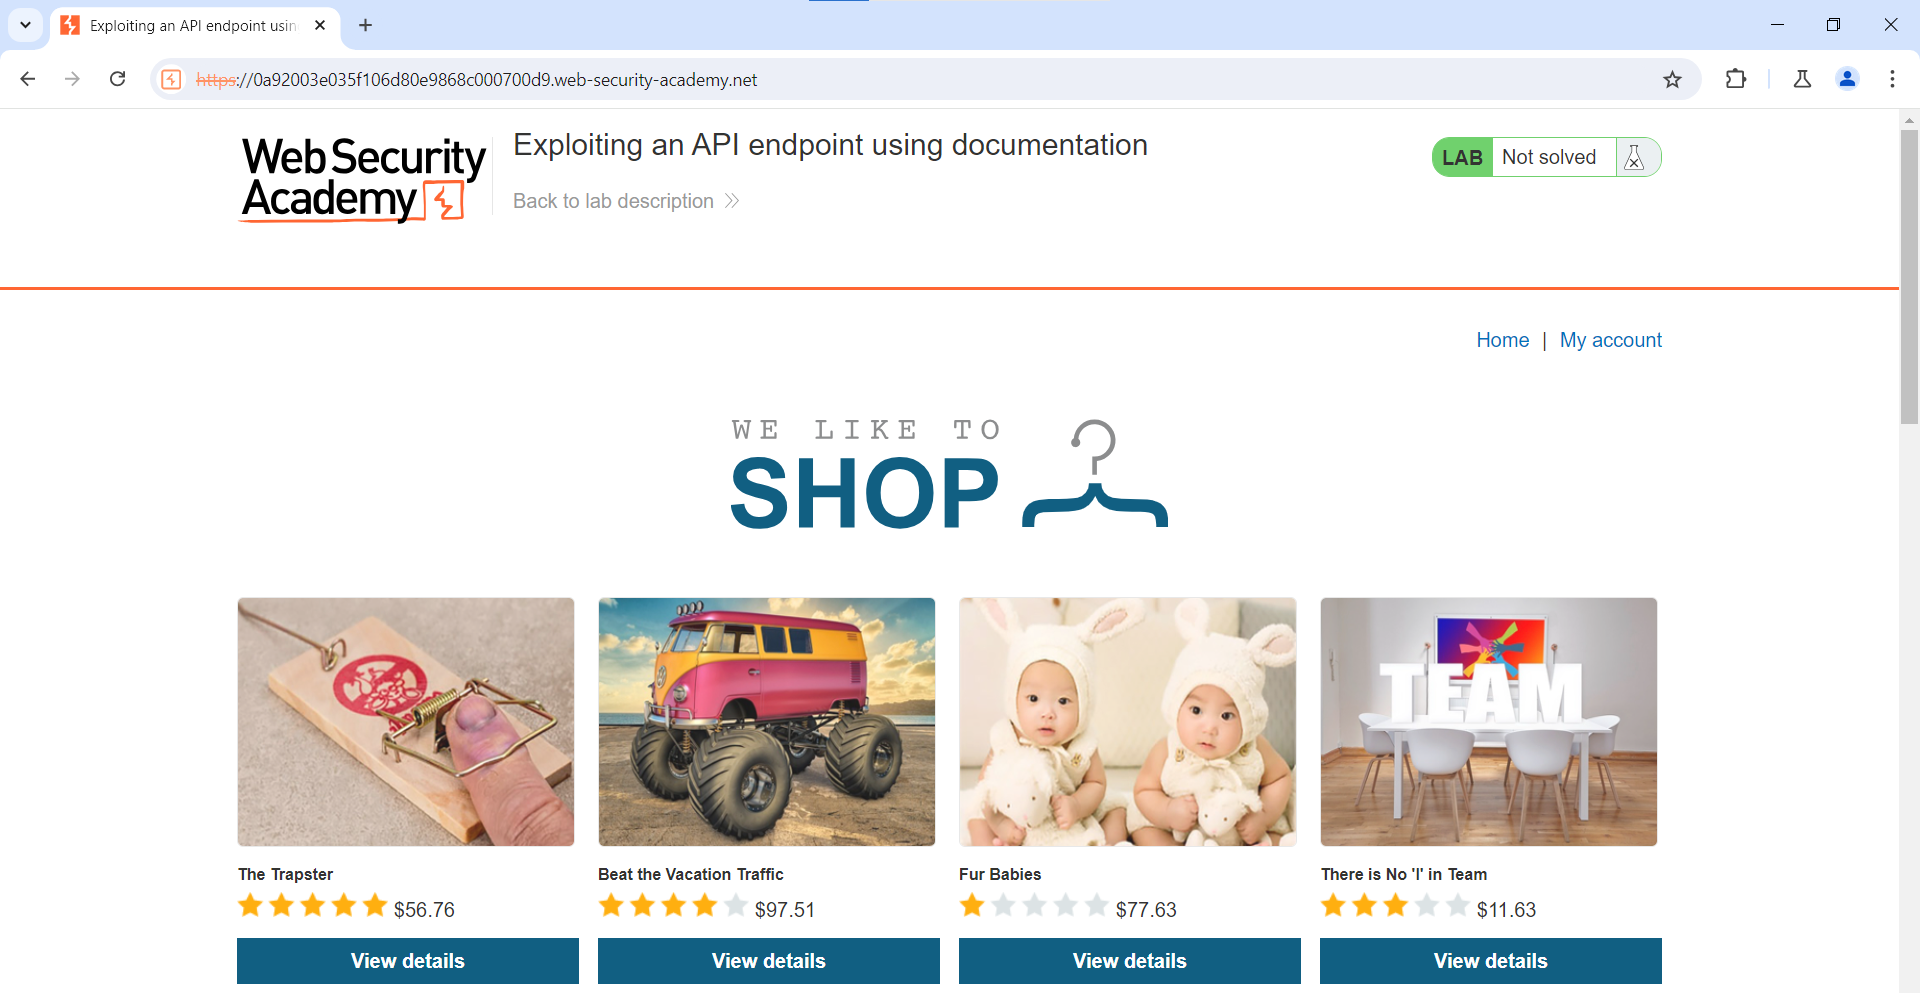 Exploiting an API endpoint usin
https://0a92003e035f106d80e9868c000700d9.web-security-academy.net
Web Security
Academy
Exploiting an API endpoint using documentation
Back to lab description
LAB Not solved
Home | My account
WE LIKE TO
SHOP
TEAM
The Trapster
$56.76
View details
Beat the Vacation Traffic
$97.51
View details
Fur Babies
$77.63
View details
There is No 'I' in Team
$11.63
View details